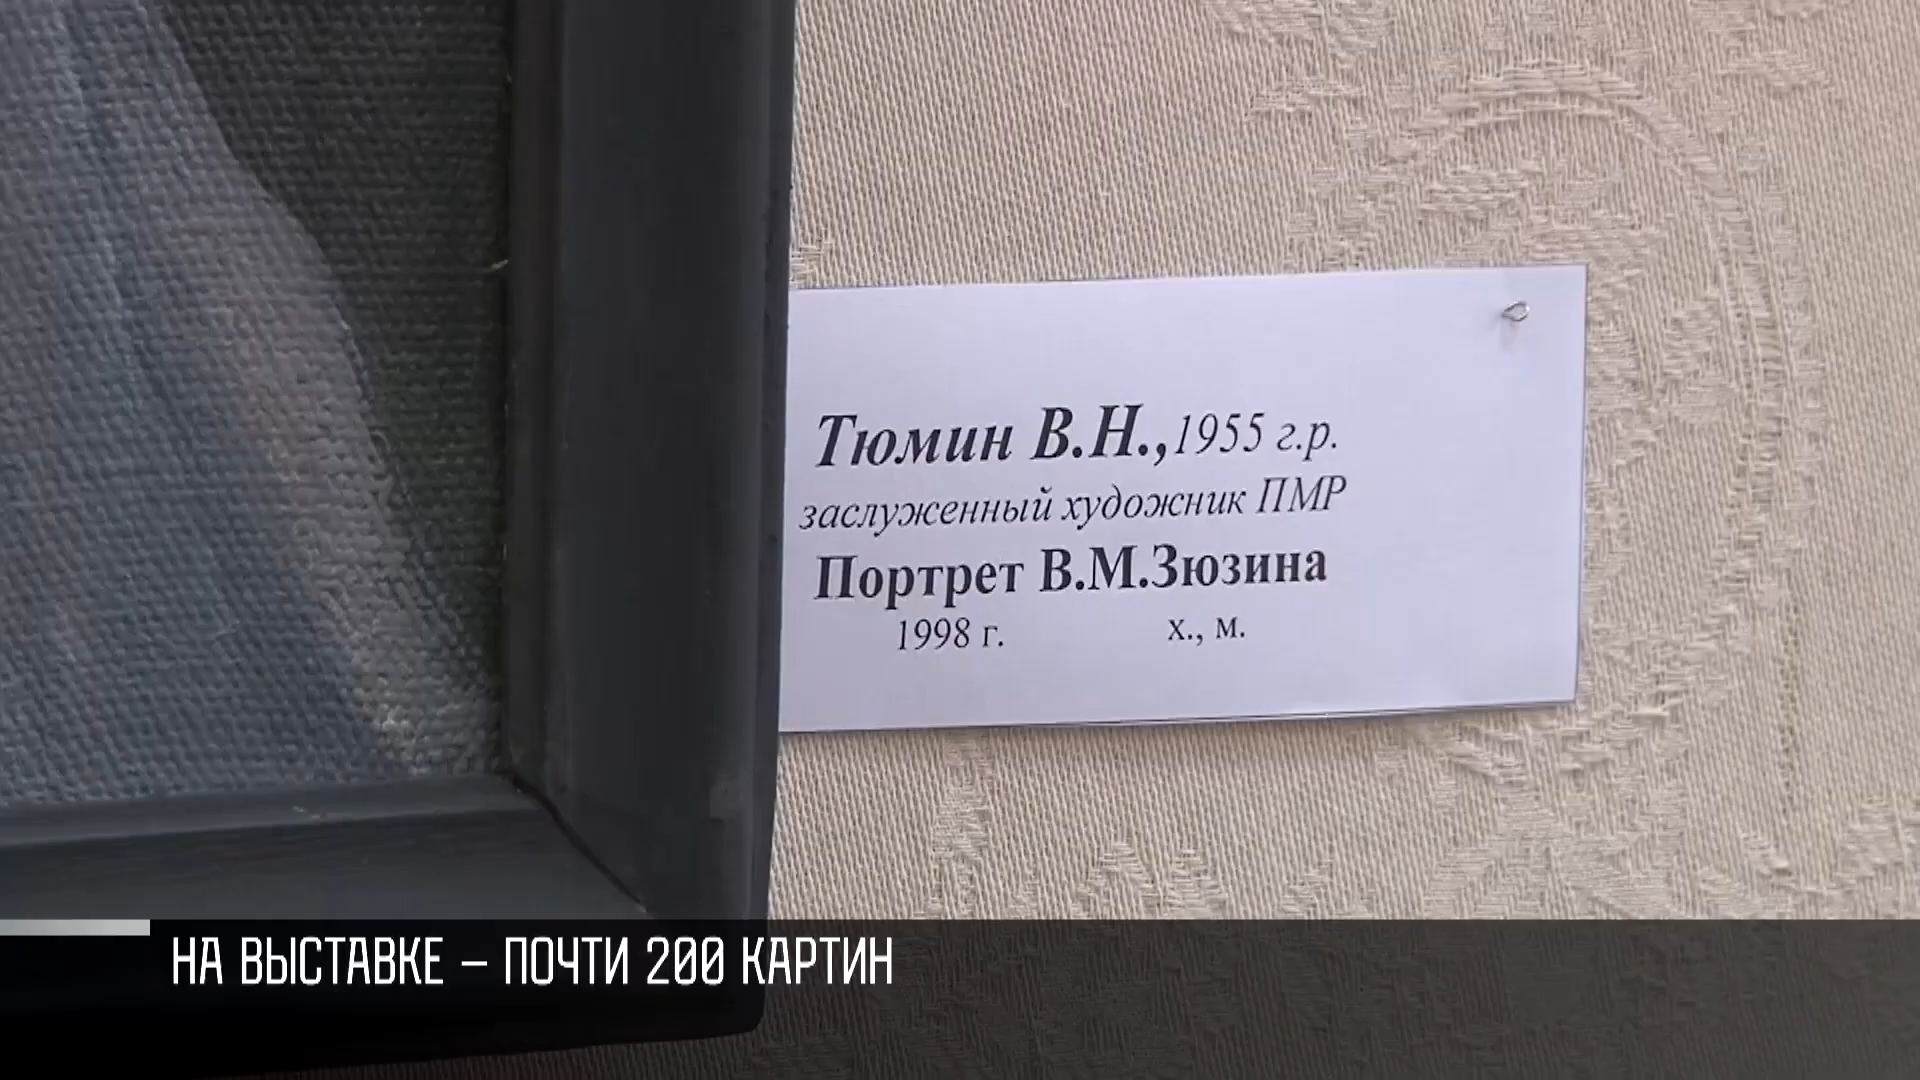 Тюмин В.Н., 1955 г.р.
заслуженный художник ПМР
Портрет В.М.Зюзина
1998 г. х., м.
НА ВЫСТАВКЕ – ПОЧТИ 200 КАРТИН